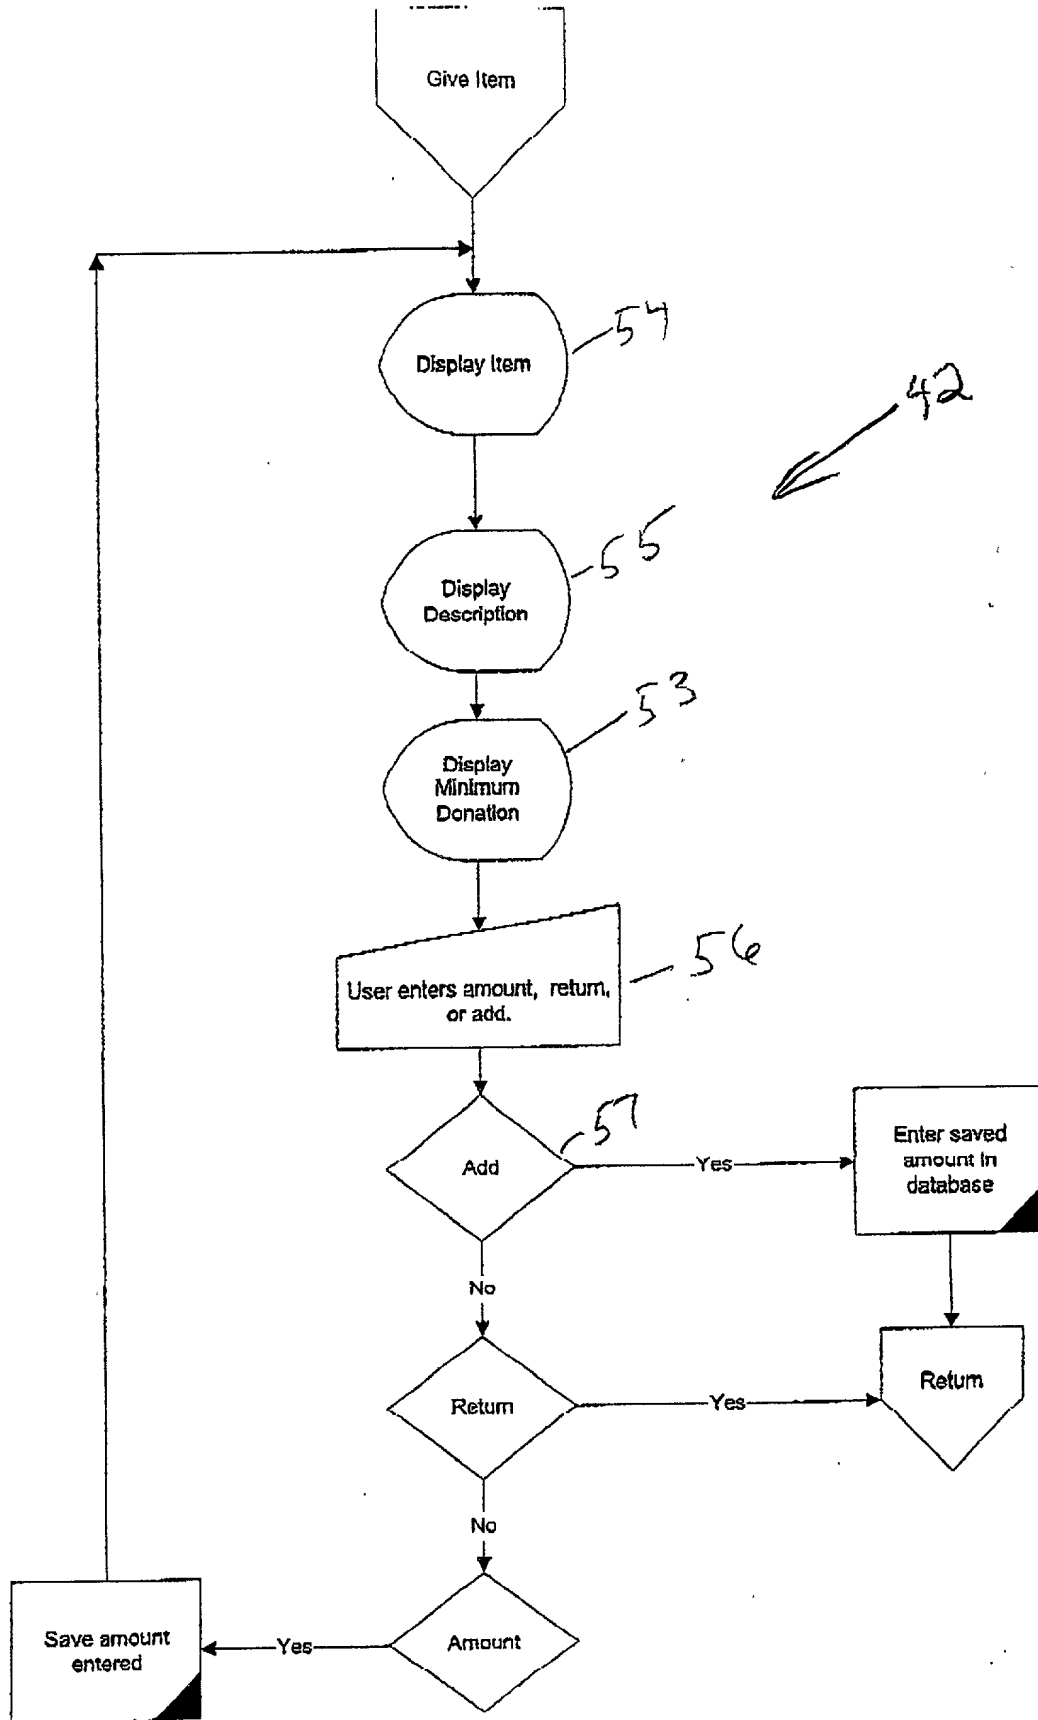 Give Item
Display Item
54
42
Display
Description
55
Display
Minimum
Donation
53
User enters amount, return,
or add.
56
Add
57
Yes
Enter saved
amount in
database
No
Return
Yes
Return
No
Amount
Yes
Save amount
entered